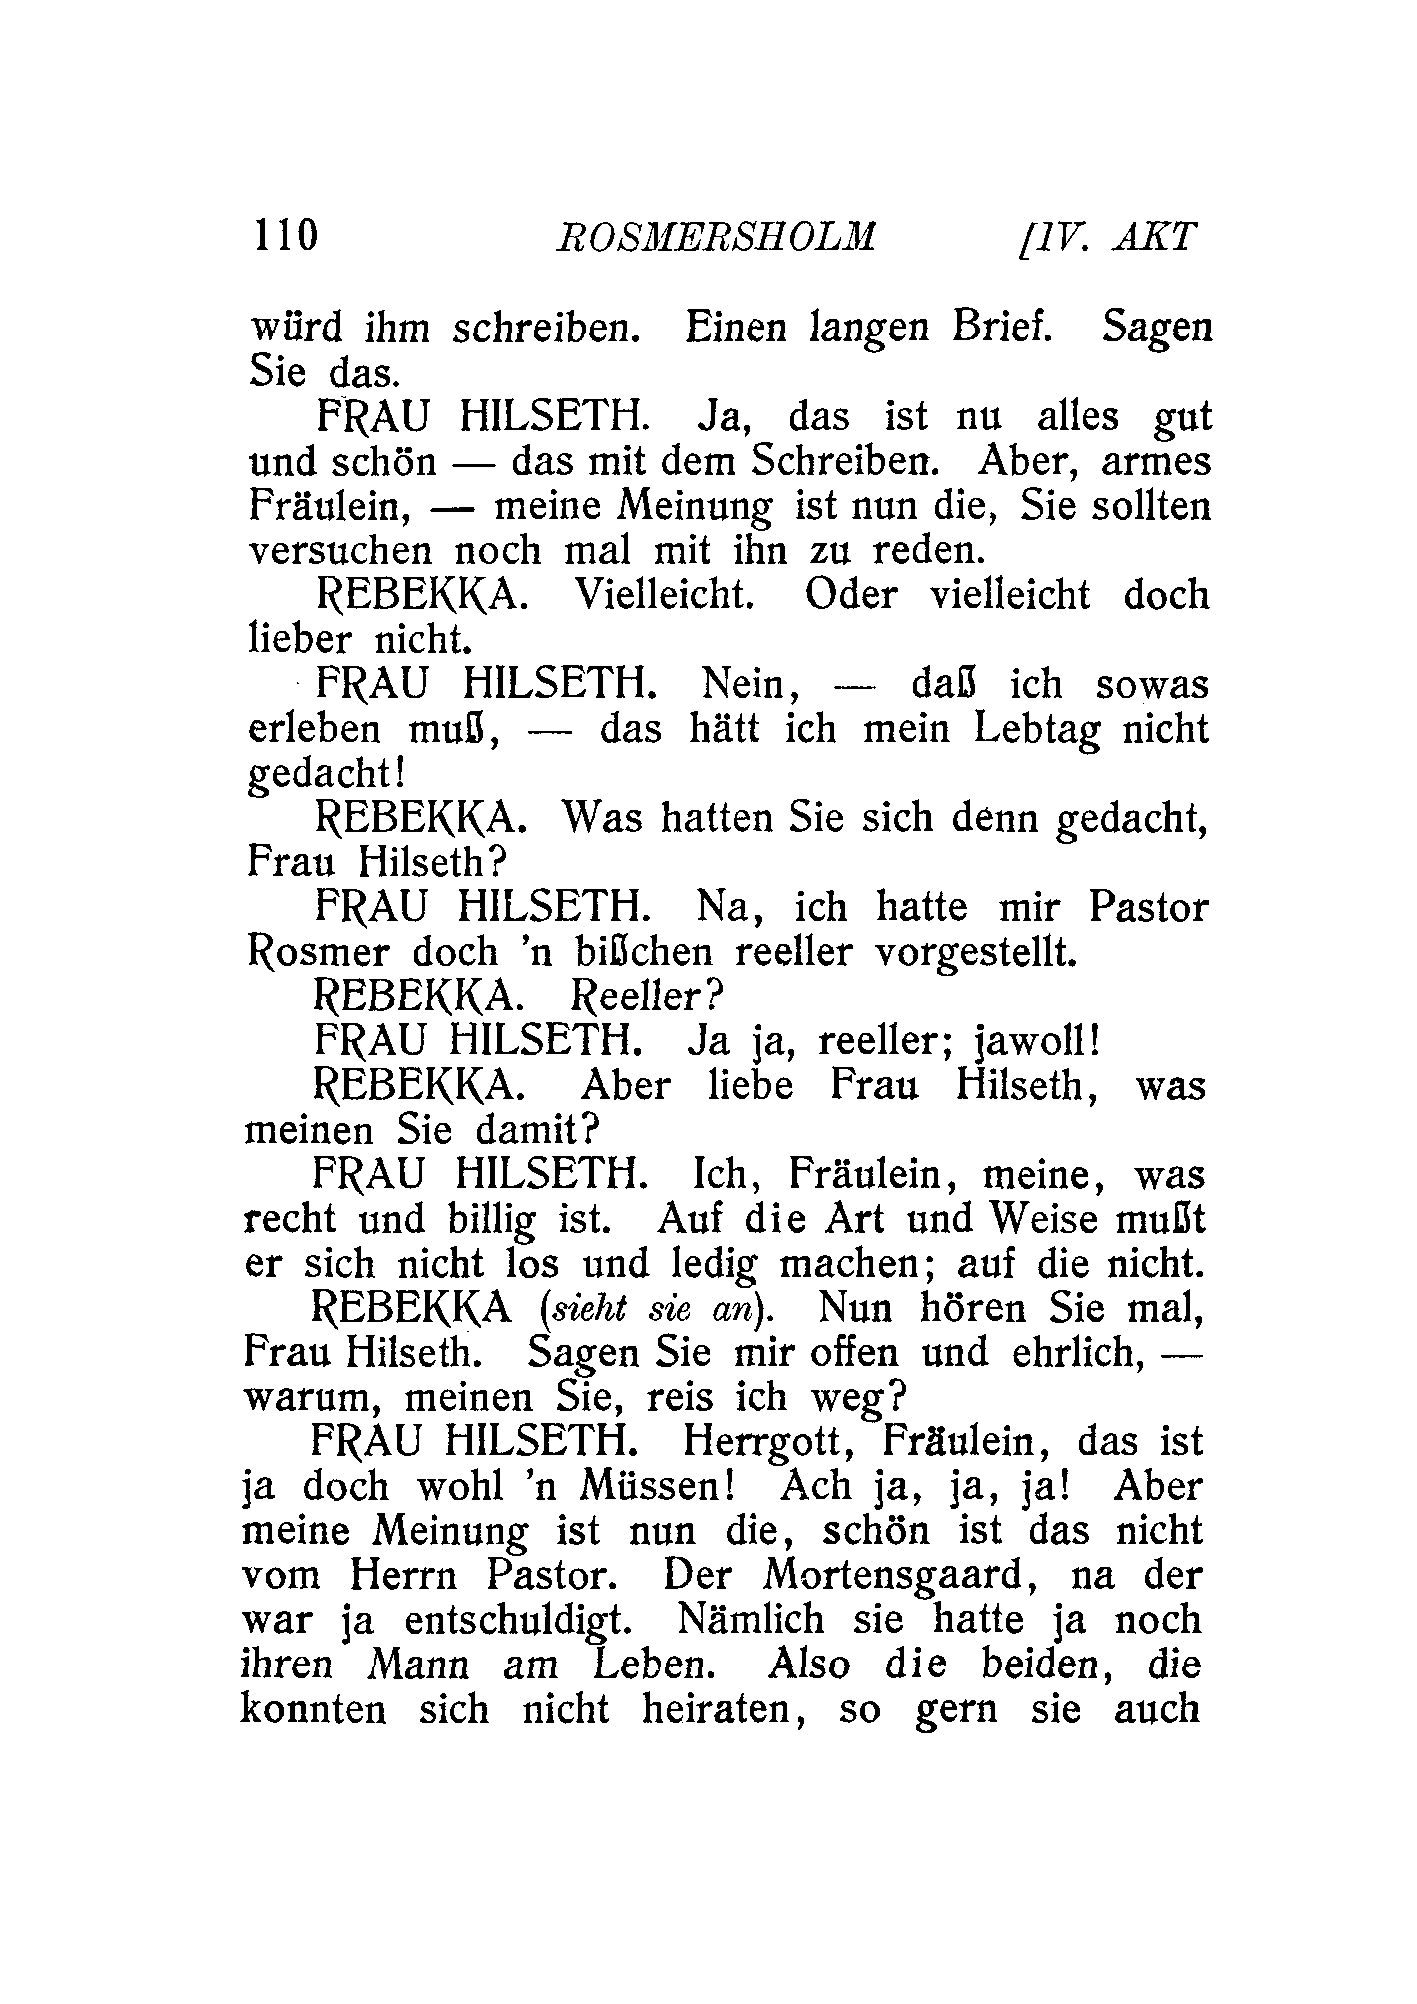 110 ROSMERSHOLM [IV. AKT
würd ihm schreiben. Einen langen Brief. Sagen
Sie das.
FRAU HILSETH. Ja, das ist nu alles gut
und schön — das mit dem Schreiben. Aber, armes
Fräulein, — meine Meinung ist nun die, Sie sollten
versuchen noch mal mit ihn zu reden.
REBEKKA. Vielleicht. Oder vielleicht doch
lieber nicht.
FRAU HILSETH. Nein, — daß ich sowas
erleben muß, — das hätt ich mein Lebtag nicht
gedacht!
REBEKKA. Was hatten Sie sich denn gedacht,
Frau Hilseth?
FRAU HILSETH. Na, ich hatte mir Pastor
Rosmer doch 'n bißchen reeller vorgestellt.
REBEKKA. Reeller?
FRAU HILSETH. Ja ja, reeller; jawoll!
REBEKKA. Aber liebe Frau Hilseth, was
meinen Sie damit?
FRAU HILSETH. Ich, Fräulein, meine, was
recht und billig ist. Auf die Art und Weise mußt
er sich nicht los und ledig machen; auf die nicht.
REBEKKA (sieht sie an). Nun hören Sie mal,
Frau Hilseth. Sagen Sie mir offen und ehrlich, —
warum, meinen Sie, reis ich weg?
FRAU HILSETH. Herrgott, Fräulein, das ist
ja doch wohl 'n Müssen! Ach ja, ja, ja! Aber
meine Meinung ist nun die, schön ist das nicht
vom Herrn Pastor. Der Mortensgaard, na der
war ja entschuldigt. Nämlich sie hatte ja noch
ihren Mann am Leben. Also die beiden, die
konnten sich nicht heiraten, so gern sie auch